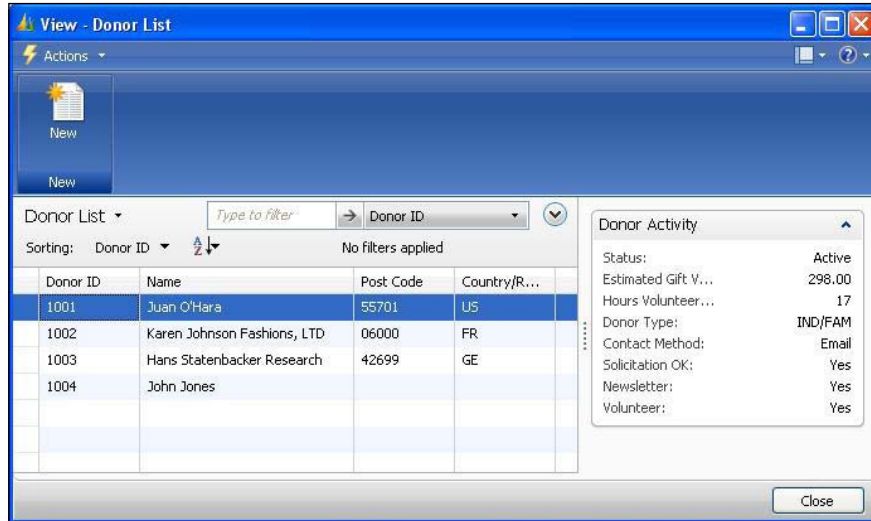 View - Donor List
Actions
New
New
Donor List
Type to filter
Donor ID
Sorting: Donor ID
No filters applied
Donor ID Name Post Code Country/R...
1001 Juan O'Hara 55701 US
1002 Karen Johnson Fashions, LTD 06000 FR
1003 Hans Statenbacker Research 42699 GE
1004 John Jones
Donor Activity
Status: Active
Estimated Gift V... 298.00
Hours Volunteer... 17
Donor Type: IND/FAM
Contact Method: Email
Solicitation OK: Yes
Newsletter: Yes
Volunteer: Yes
Close